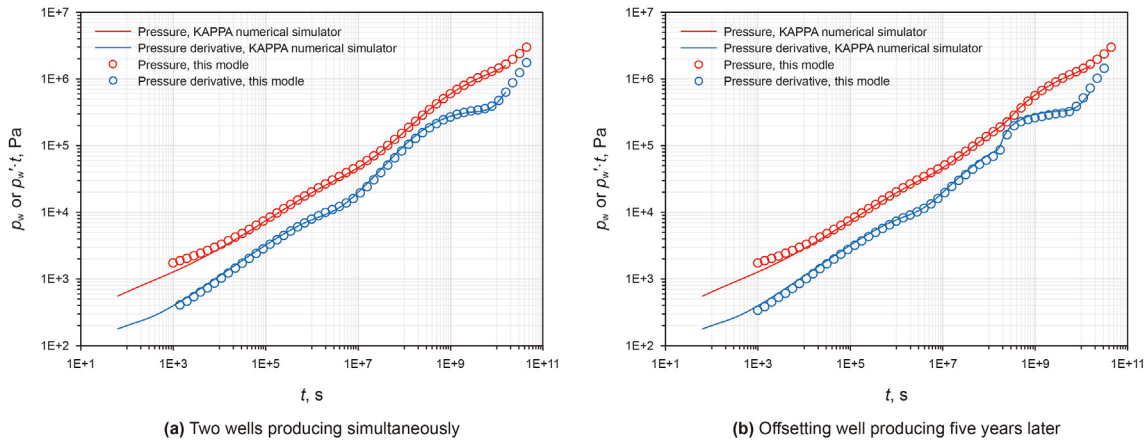 1E+7
1E+6
1E+5
1E+4
1E+3
1E+2
p_w or p_w′·t, Pa
Pressure, KAPPA numerical simulator
Pressure derivative, KAPPA numerical simulator
Pressure, this modle
Pressure derivative, this modle
1E+1 1E+3 1E+5 1E+7 1E+9 1E+11
t, s
(a) Two wells producing simultaneously
1E+7
1E+6
1E+5
1E+4
1E+3
1E+2
p_w or p_w′·t, Pa
Pressure, KAPPA numerical simulator
Pressure derivative, KAPPA numerical simulator
Pressure, this modle
Pressure derivative, this modle
1E+1 1E+3 1E+5 1E+7 1E+9 1E+11
t, s
(b) Offsetting well producing five years later